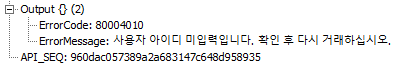 Output {} (2)
ErrorCode: 80004010
ErrorMessage: 사용자 아이디 미입력입니다. 확인 후 다시 거래하십시오.
API_SEQ: 960dac057389a2a683147c648d958935